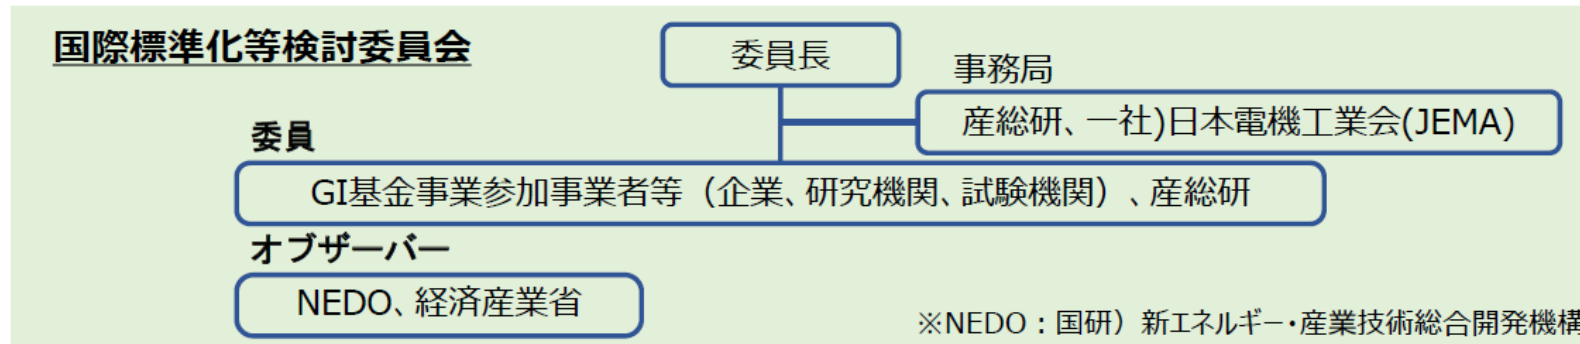 国際標準化等検討委員会
委員長
事務局
産総研、一社)日本電機工業会(JEMA)
委員
GI基金事業参加事業者等（企業、研究機関、試験機関）、産総研
オブザーバー
NEDO、経済産業省
※NEDO：国研）新エネルギー・産業技術総合開発機構